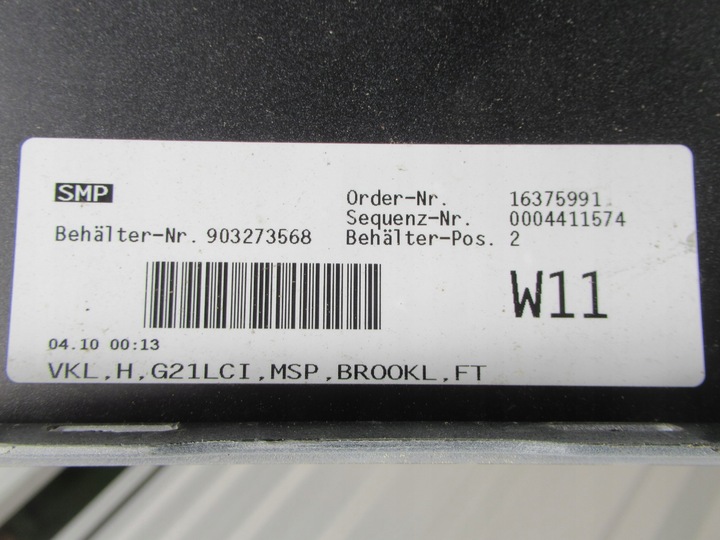 SMP
Order-Nr. 16375991
Sequenz-Nr. 0004411574
Behälter-Nr. 903273568 Behälter-Pos. 2
W11
04.10 00:13
VKL,H,G21LCI,MSP,BROOKL,FT